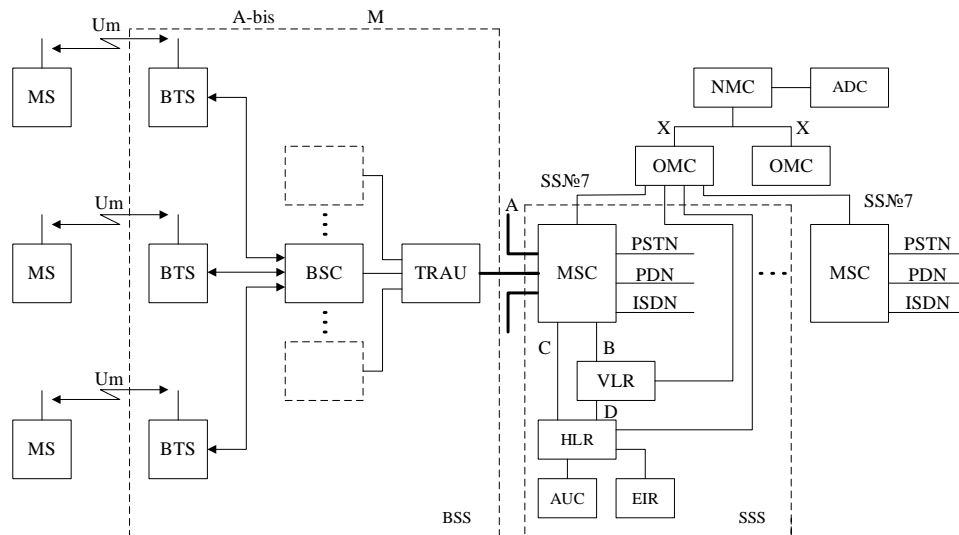 A-bis M
Um
MS
BTS
NMC
ADC
X X
OMC
OMC
SS№7
SS№7
A
Um
MS
BTS
BSC
TRAU
MSC
PSTN
PDN
ISDN
MSC
PSTN
PDN
ISDN
C B
VLR
D
HLR
Um
MS
BTS
AUC
EIR
BSS
SSS